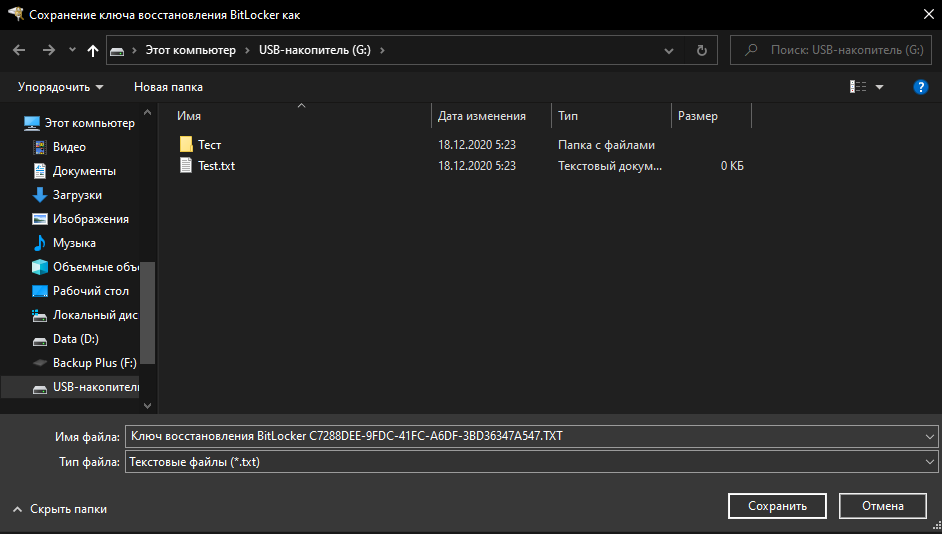 Сохранение ключа восстановления BitLocker как
Этот компьютер > USB-накопитель (G:) >
Поиск: USB-накопитель (G:)
Упорядочить
Новая папка
?
Имя Дата изменения Тип Размер
Тест 18.12.2020 5:23 Папка с файлами
Test.txt 18.12.2020 5:23 Текстовый докум... 0 КБ
Этот компьютер
Видео
Документы
Загрузки
Изображения
Музыка
Объемные объе
Рабочий стол
Локальный дис
Data (D:)
Backup Plus (F:)
USB-накопитель
Имя файла: Ключ восстановления BitLocker C7288DEE-9FDC-41FC-A6DF-3BD36347A547.TXT
Тип файла: Текстовые файлы (*.txt)
Скрыть папки
Сохранить
Отмена